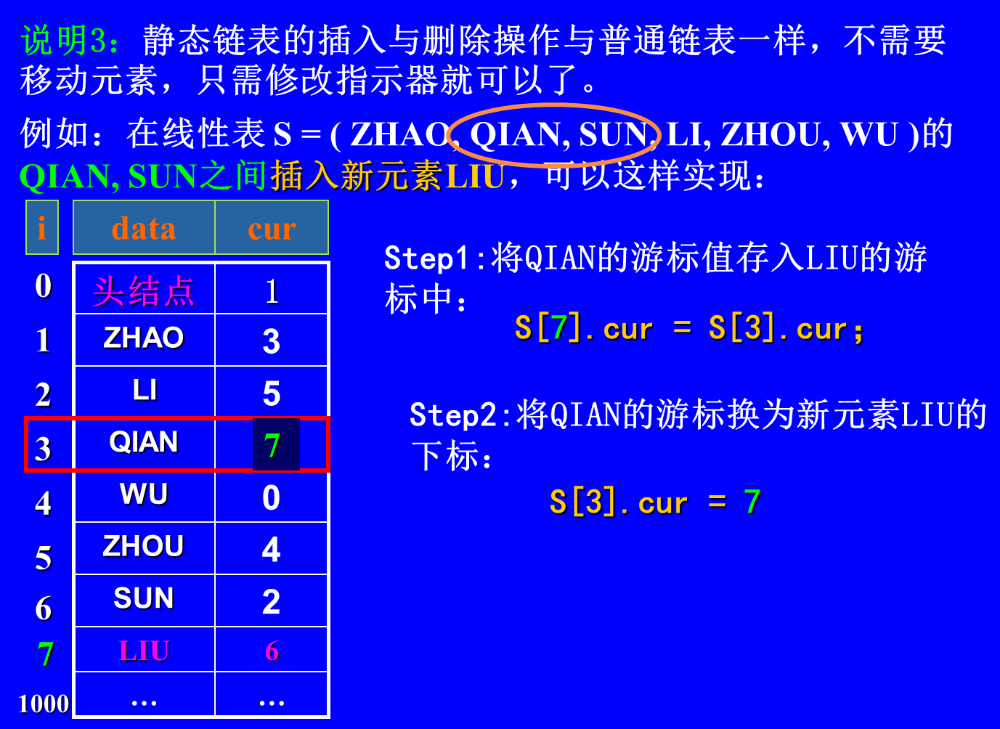 说明3：静态链表的插入与删除操作与普通链表一样，不需要
移动元素，只需修改指示器就可以了。
例如：在线性表 S = ( ZHAO, QIAN, SUN, LI, ZHOU, WU )的
QIAN, SUN之间插入新元素LIU，可以这样实现：
i data cur
0 头结点 1
1 ZHAO 3
2 LI 5
3 QIAN 7
4 WU 0
5 ZHOU 4
6 SUN 2
7 LIU 6
1000 … …
Step1:将QIAN的游标值存入LIU的游
标中：
S[7].cur = S[3].cur；
Step2:将QIAN的游标换为新元素LIU的
下标：
S[3].cur = 7